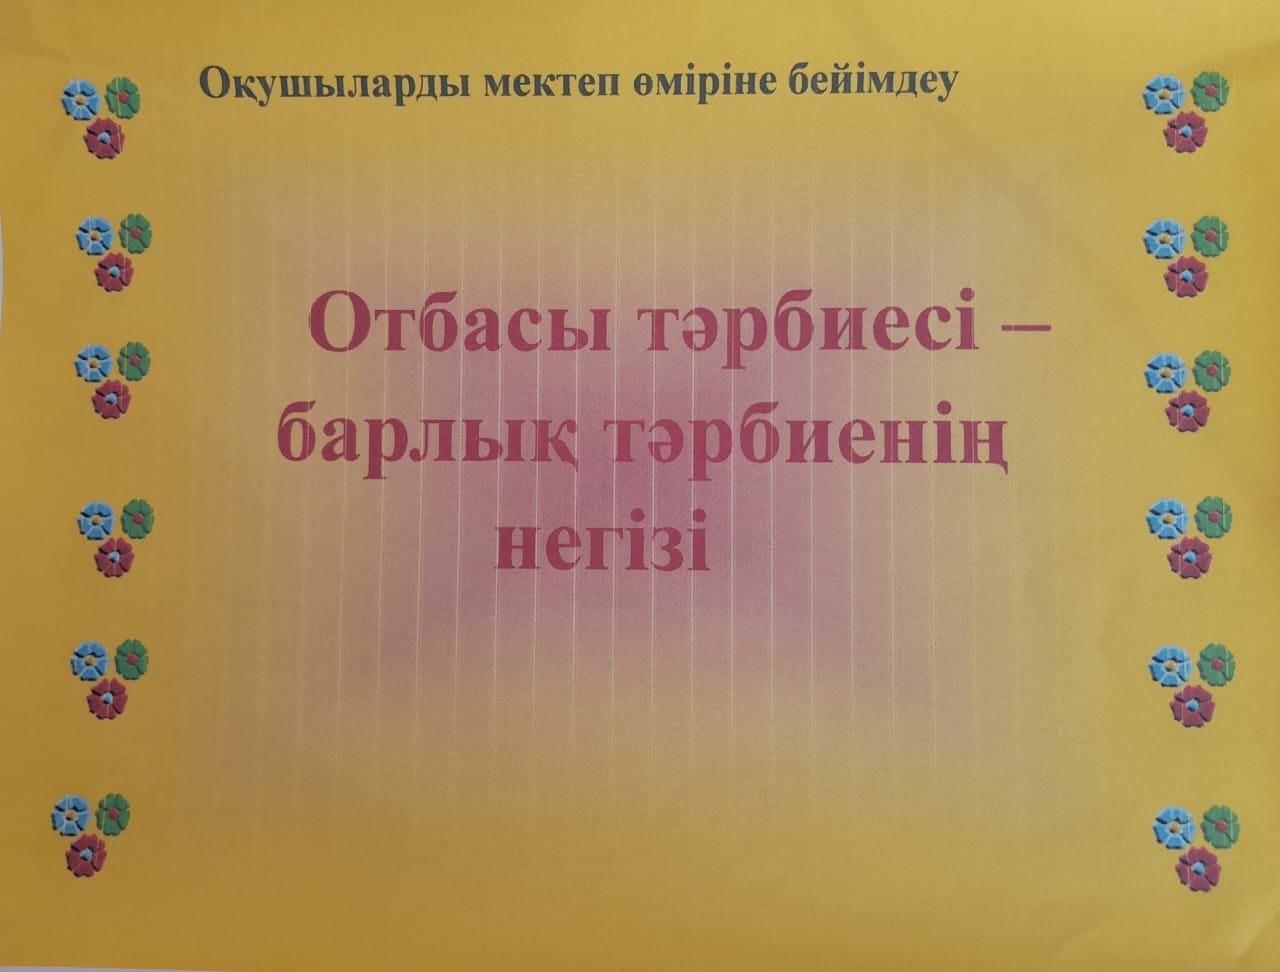 Оқушыларды мектеп өміріне бейімдеу
Отбасы тәрбиесі –
барлық тәрбиенің
негізі